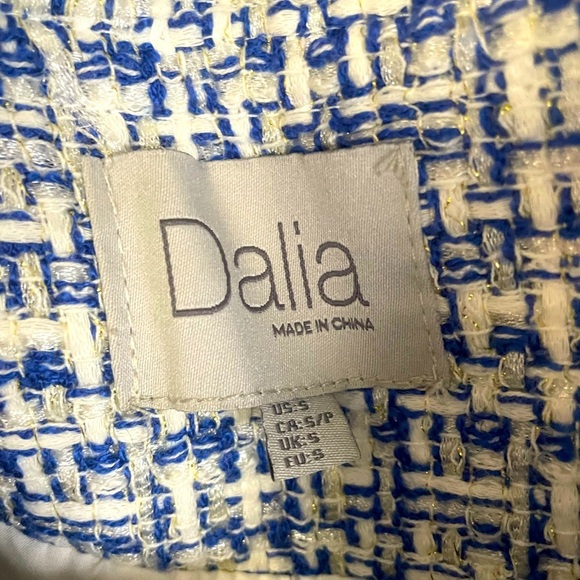 Dalia
MADE IN CHINA
US:S
CA:S/P
UK:S
EU:S